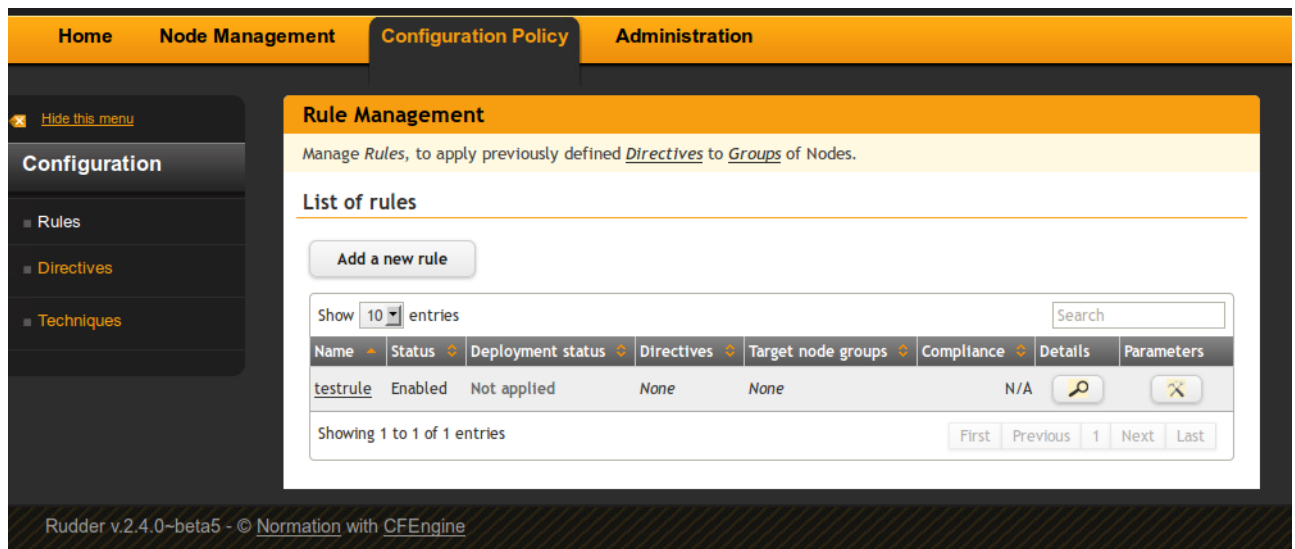 Home Node Management Configuration Policy Administration
Hide this menu
Configuration
Rules
Directives
Techniques
Rule Management
Manage Rules, to apply previously defined Directives to Groups of Nodes.
List of rules
Add a new rule
Show 10 entries Search
Name Status Deployment status Directives Target node groups Compliance Details Parameters
testrule Enabled Not applied None None N/A
Showing 1 to 1 of 1 entries First Previous 1 Next Last
Rudder v.2.4.0~beta5 - © Normation with CFEngine